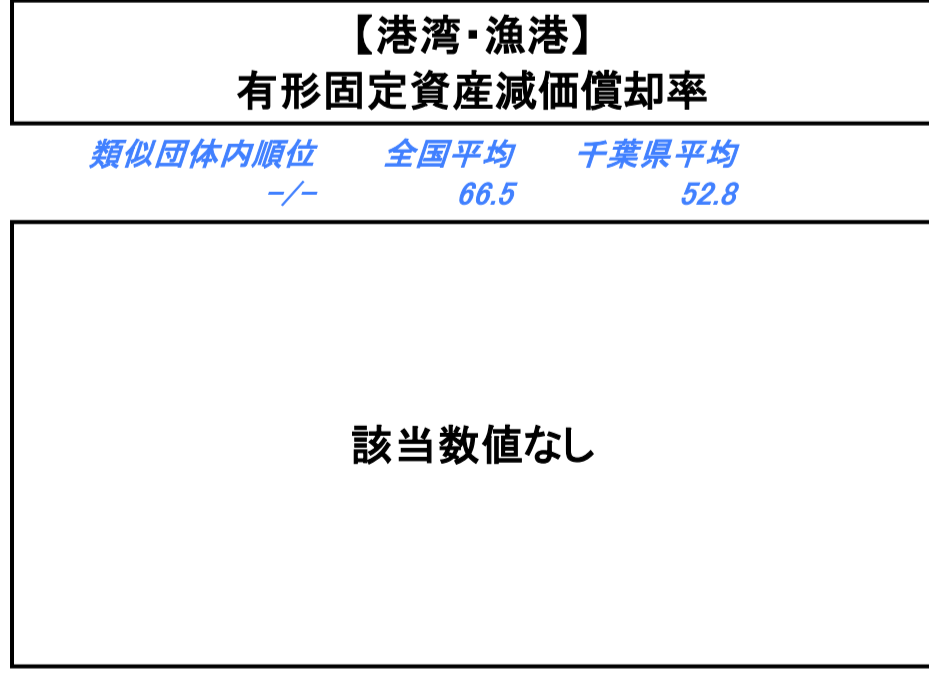 【港湾・漁港】
有形固定資産減価償却率
類似団体内順位 全国平均 千葉県平均
-/- 66.5 52.8
該当数値なし